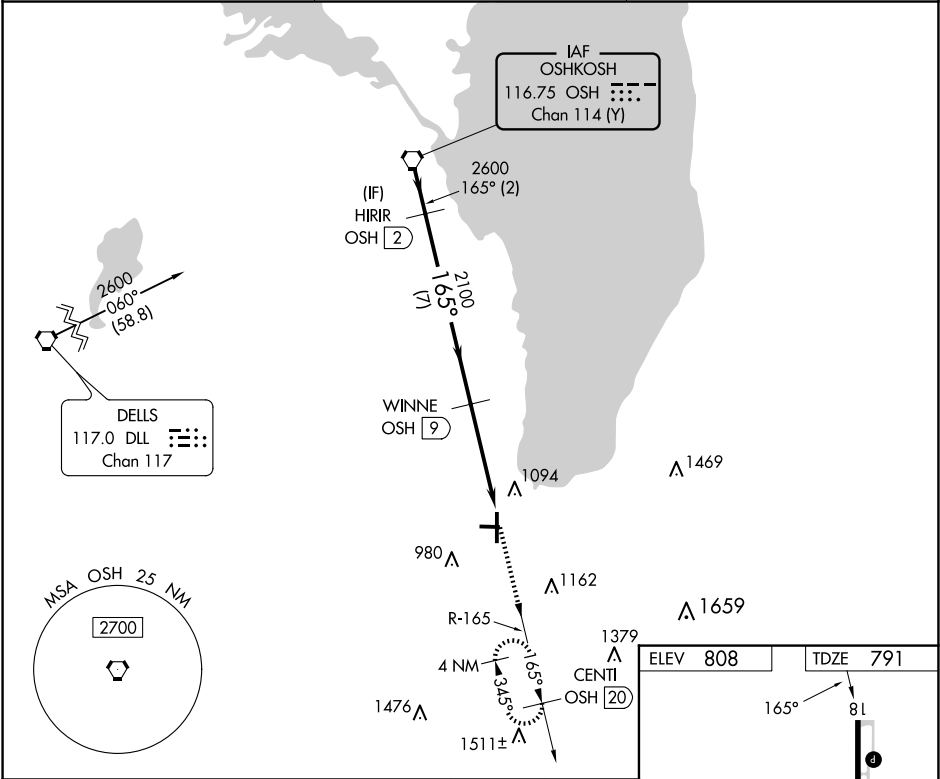 IAF
OSHKOSH
116.75 OSH
Chan 114 (Y)
2600
165° (2)
(IF)
HIRIR
OSH 2
2100
165°
(7)
2600
060°
(58.8)
DELLS
117.0 DLL
Chan 117
WINNE
OSH 9
1094
1469
980
1162
1659
MSA OSH 25 NM
2700
R-165
1379
4 NM
165°
345°
CENTI
OSH 20
1476
1511±
ELEV 808
TDZE 791
165°
18
P